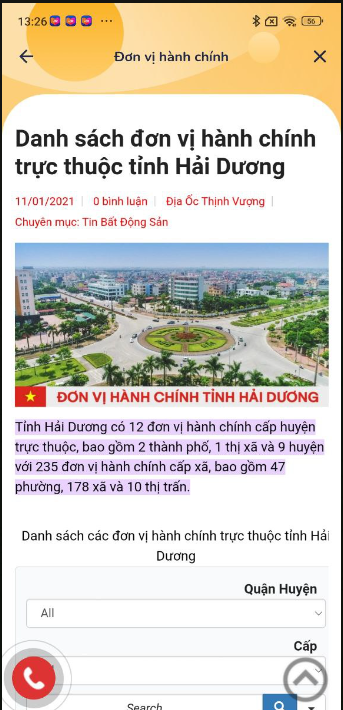 13:26
56
Đơn vị hành chính
Danh sách đơn vị hành chính
trực thuộc tỉnh Hải Dương
11/01/2021 | 0 bình luận | Địa Ốc Thịnh Vượng |
Chuyên mục: Tin Bất Động Sản
ĐƠN VỊ HÀNH CHÍNH TỈNH HẢI DƯƠNG
Tỉnh Hải Dương có 12 đơn vị hành chính cấp huyện
trực thuộc, bao gồm 2 thành phố, 1 thị xã và 9 huyện
với 235 đơn vị hành chính cấp xã, bao gồm 47
phường, 178 xã và 10 thị trấn.
Danh sách các đơn vị hành chính trực thuộc tỉnh Hải
Dương
Quận Huyện
All
Cấp
Search